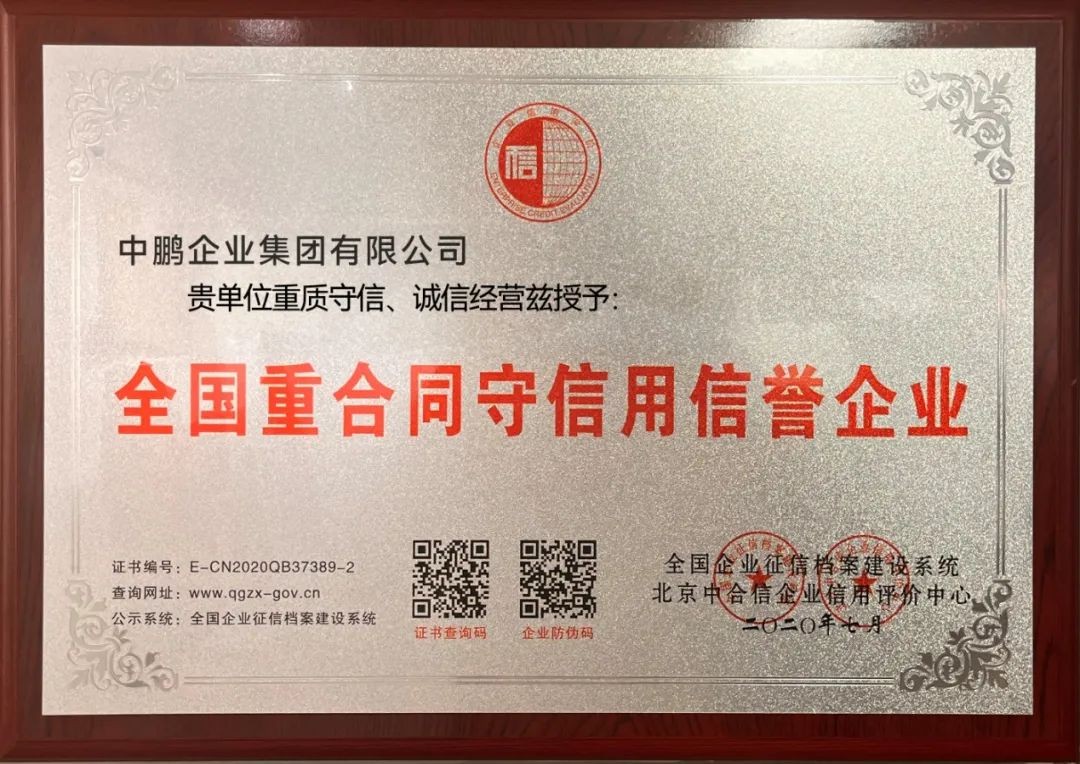 信
ENTERPRISE CREDIT EVALUATION
中鹏企业集团有限公司
贵单位重质守信、诚信经营兹授予：
全国重合同守信用信誉企业
证书编号：E-CN2020QB37389-2
查询网址：www.qgzx-gov.cn
公示系统：全国企业征信档案建设系统
证书查询码
企业防伪码
全国企业征信档案建设系统
北京中合信企业信用评价中心
二〇二〇年七月